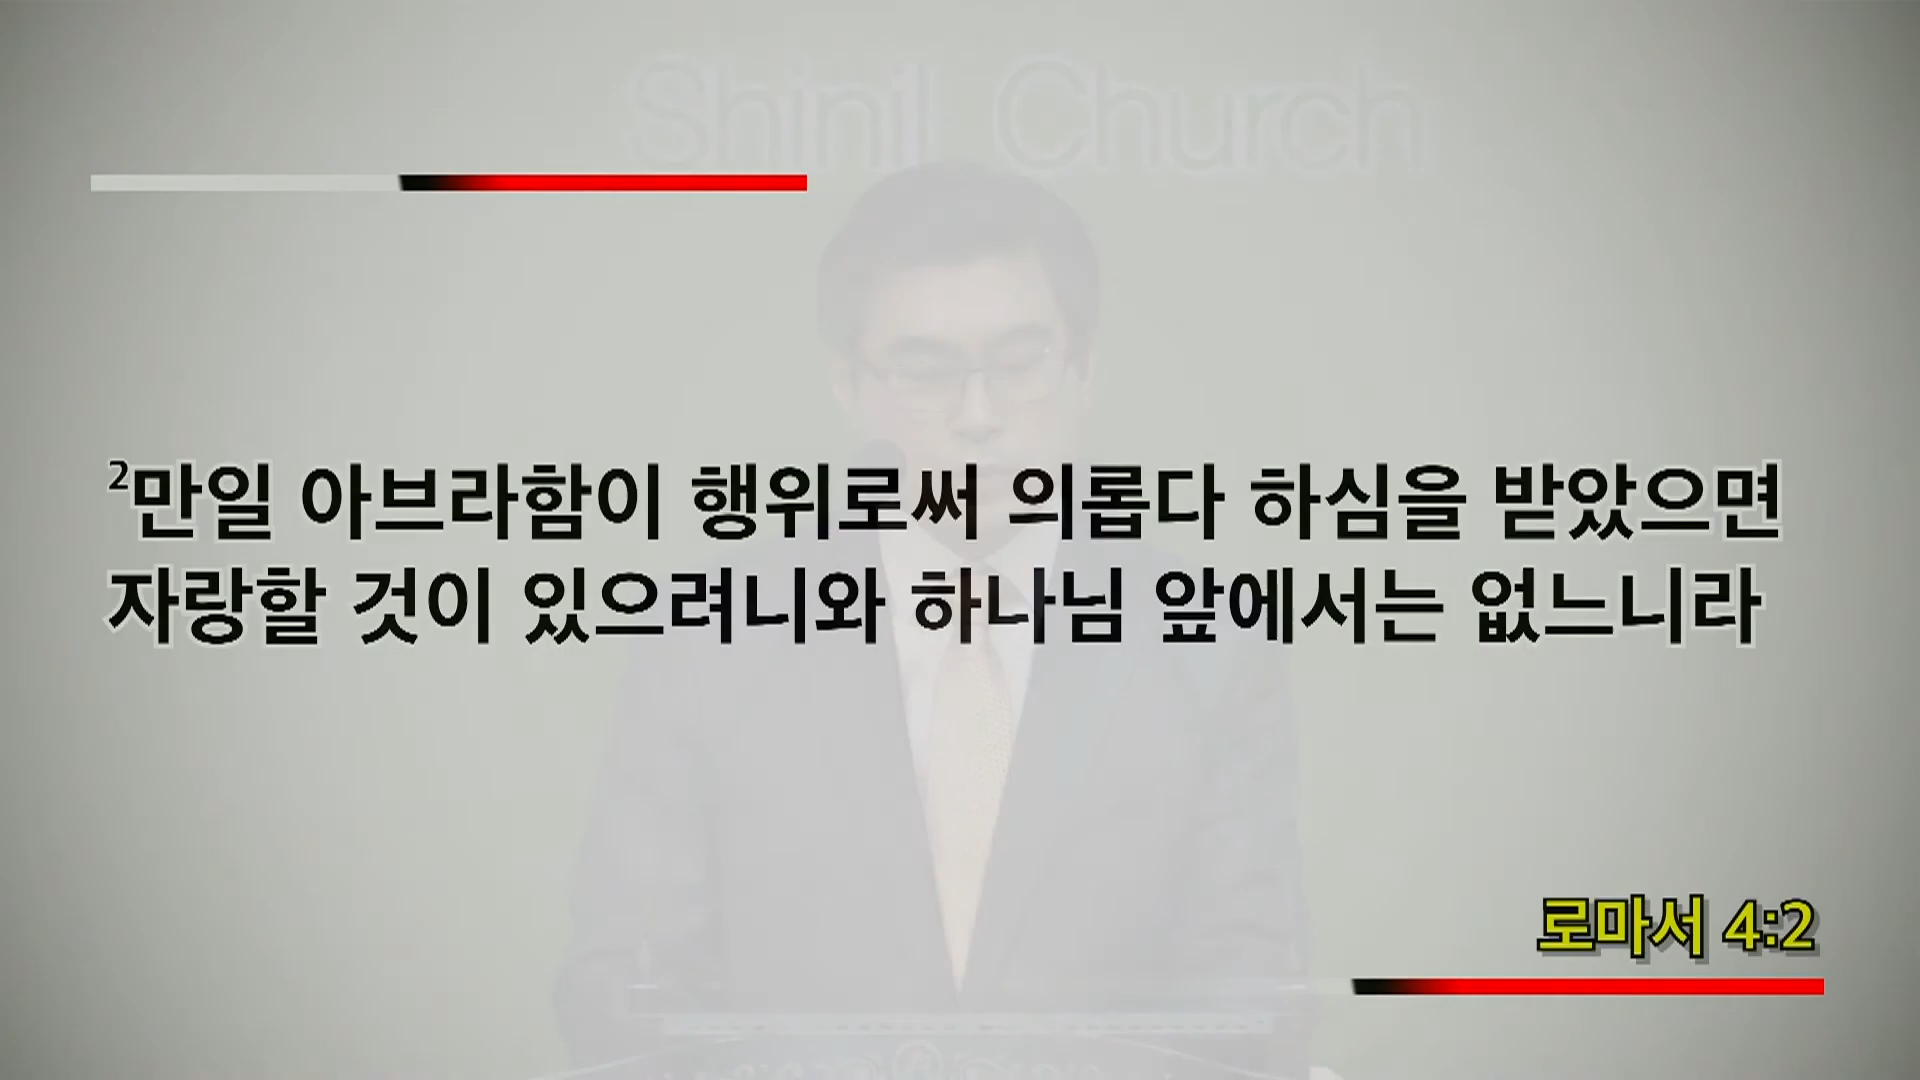 Shinil Church
²만일 아브라함이 행위로써 의롭다 하심을 받았으면
자랑할 것이 있으려니와 하나님 앞에서는 없느니라
로마서 4:2